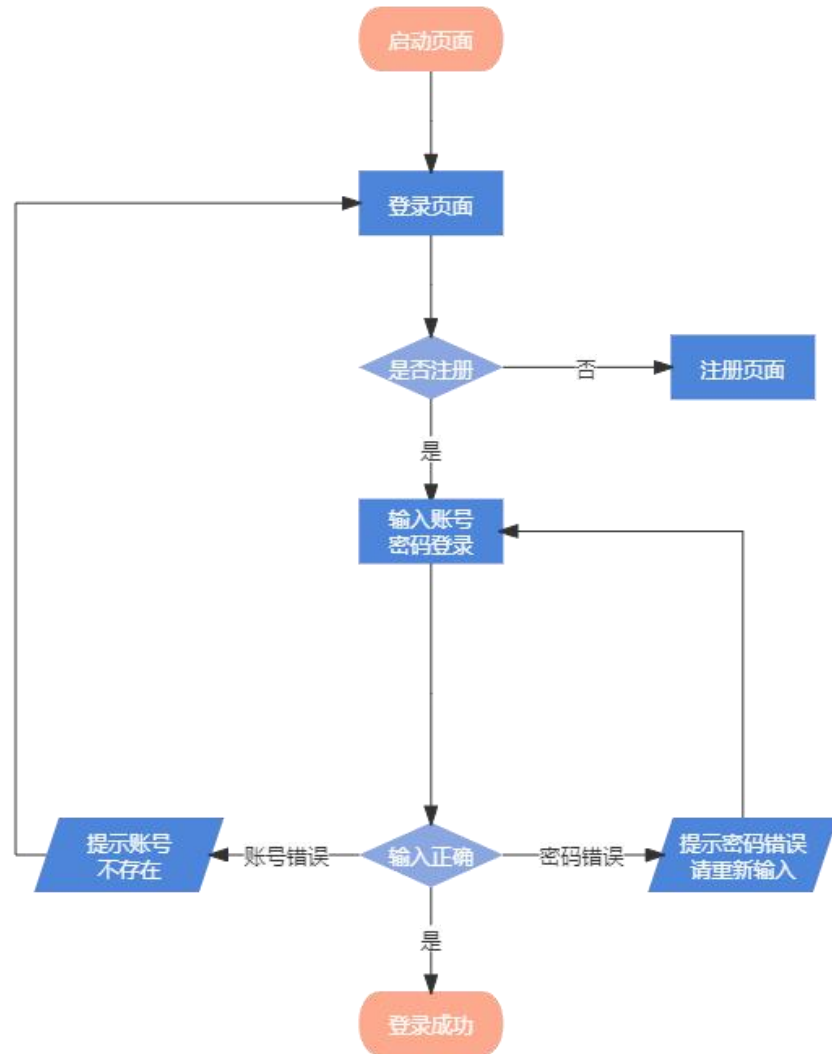 启动页面
登录页面
是否注册
否
注册页面
是
输入账号
密码登录
提示账号
不存在
账号错误
输入正确
密码错误
提示密码错误
请重新输入
是
登录成功